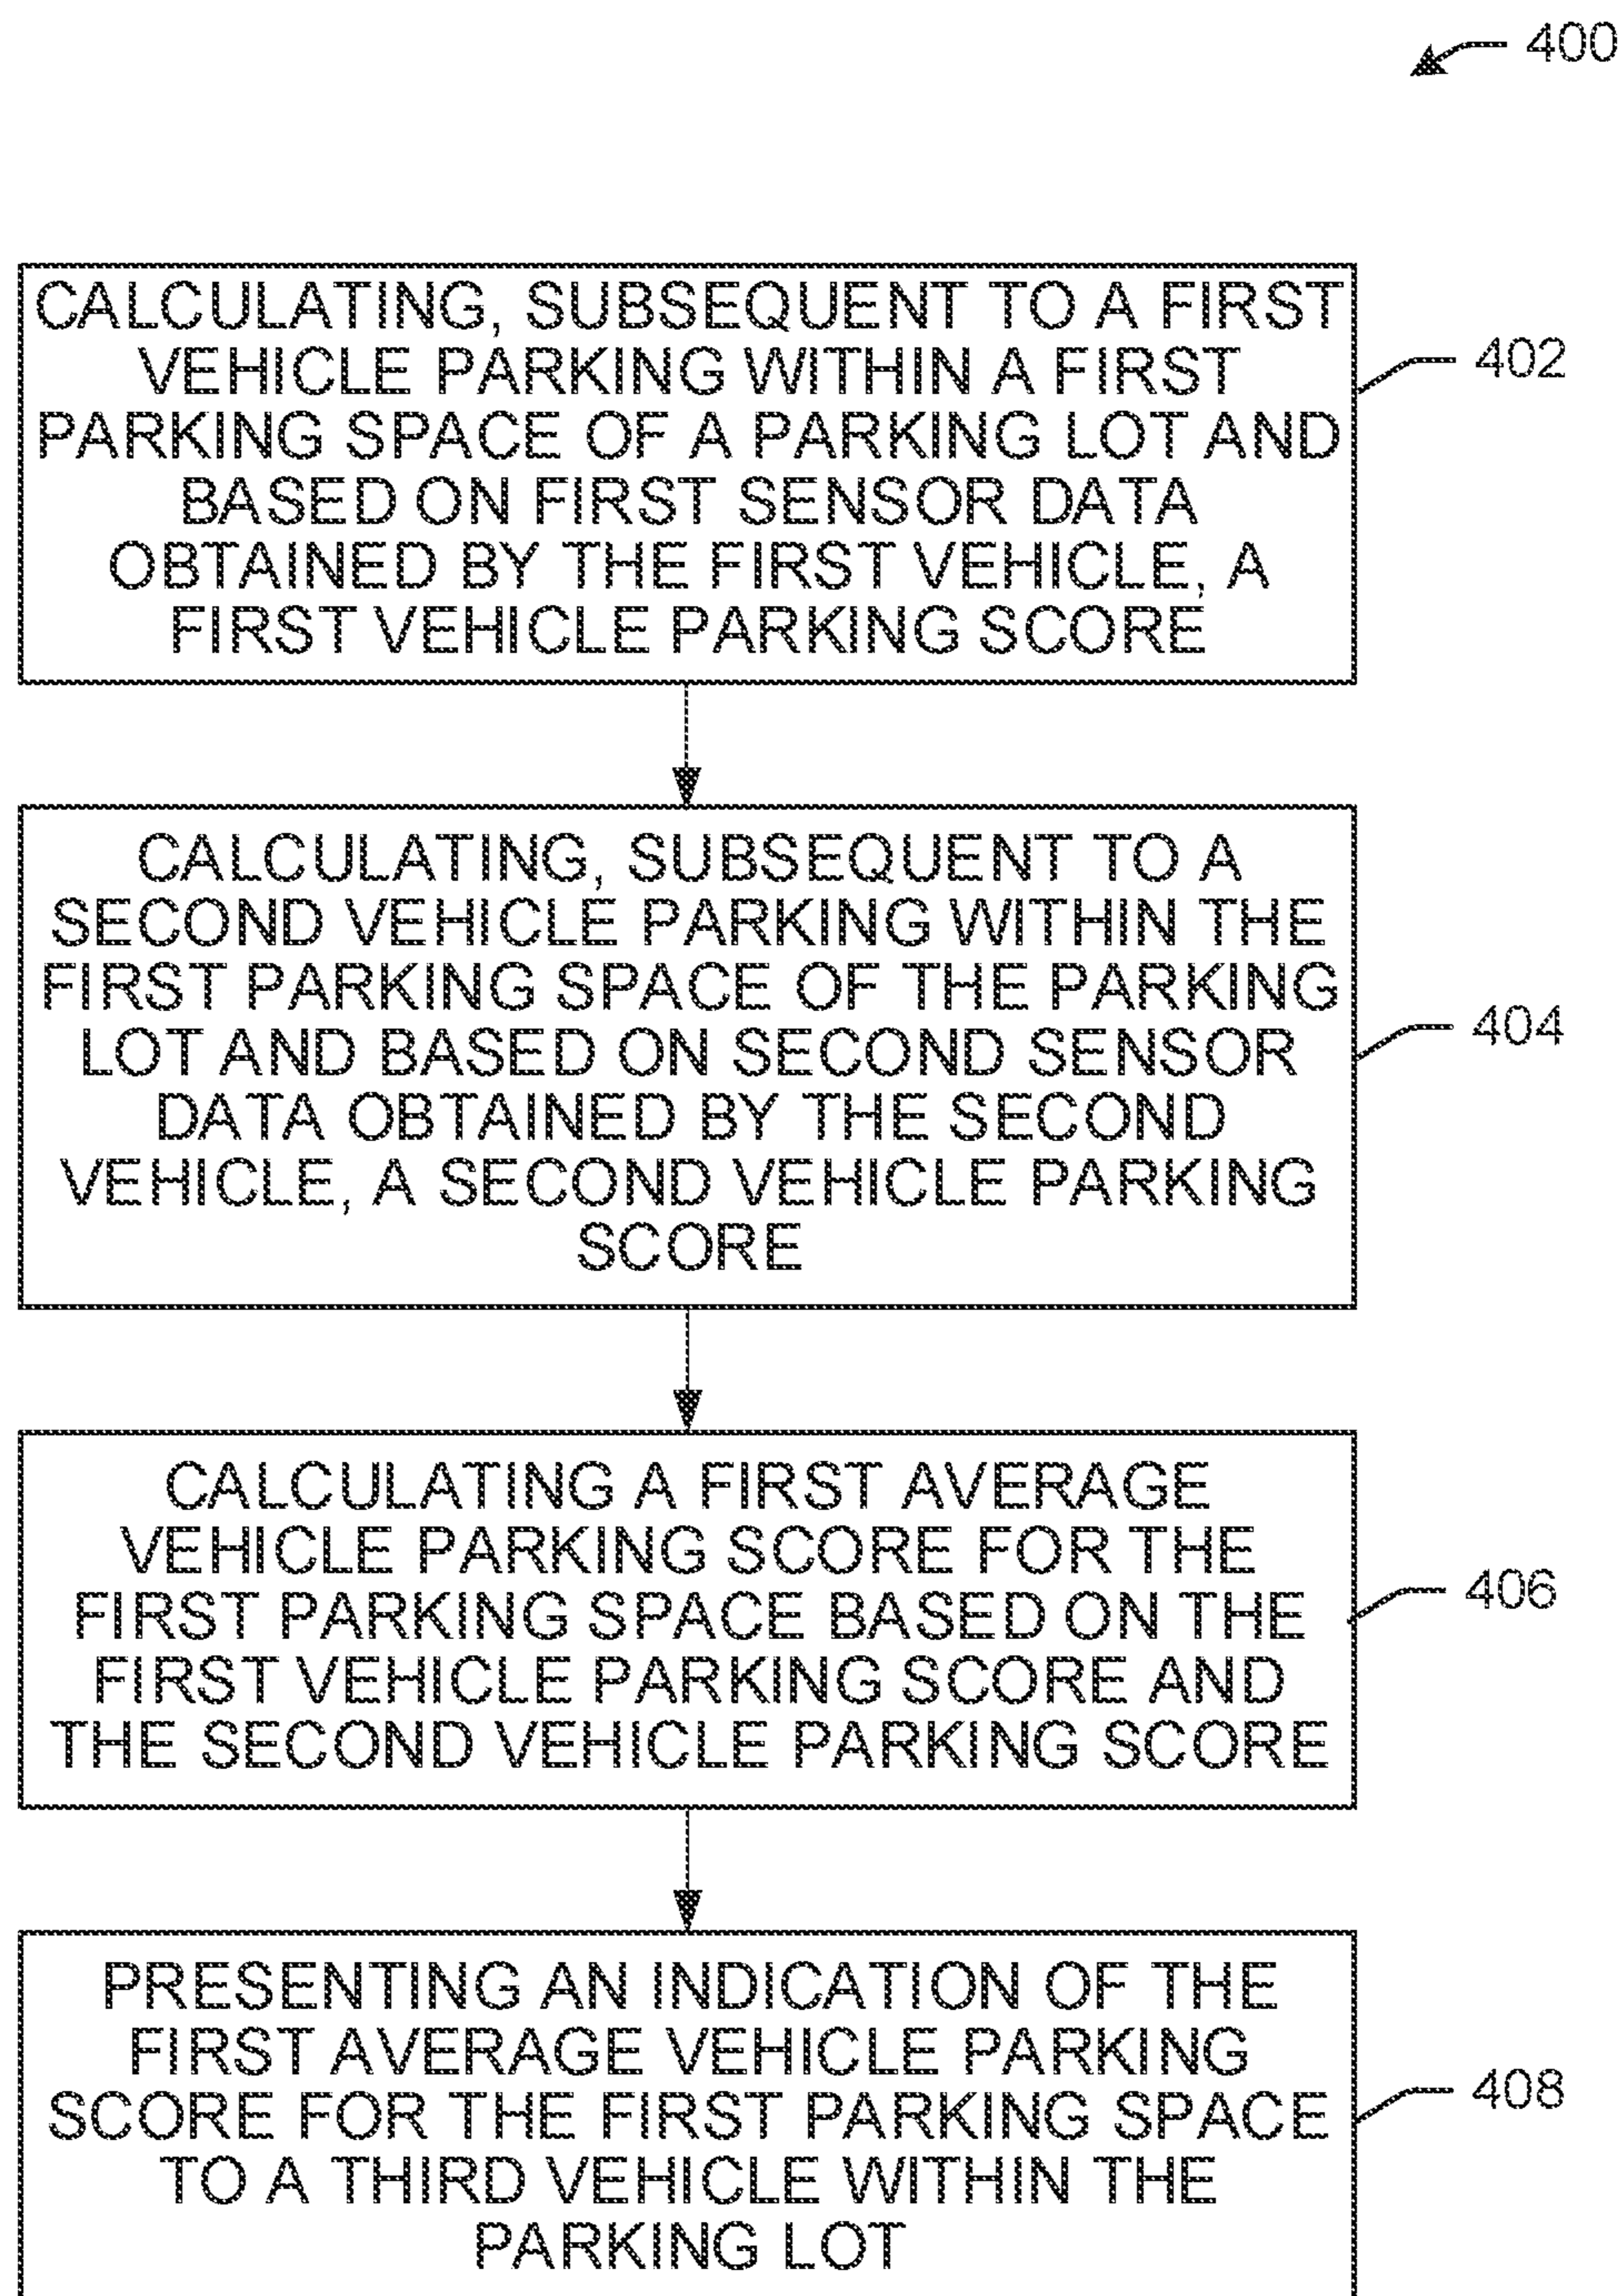 400
CALCULATING, SUBSEQUENT TO A FIRST
VEHICLE PARKING WITHIN A FIRST
PARKING SPACE OF A PARKING LOT AND
BASED ON FIRST SENSOR DATA
OBTAINED BY THE FIRST VEHICLE, A
FIRST VEHICLE PARKING SCORE
402
CALCULATING, SUBSEQUENT TO A
SECOND VEHICLE PARKING WITHIN THE
FIRST PARKING SPACE OF THE PARKING
LOT AND BASED ON SECOND SENSOR
DATA OBTAINED BY THE SECOND
VEHICLE, A SECOND VEHICLE PARKING
SCORE
404
CALCULATING A FIRST AVERAGE
VEHICLE PARKING SCORE FOR THE
FIRST PARKING SPACE BASED ON THE
FIRST VEHICLE PARKING SCORE AND
THE SECOND VEHICLE PARKING SCORE
406
PRESENTING AN INDICATION OF THE
FIRST AVERAGE VEHICLE PARKING
SCORE FOR THE FIRST PARKING SPACE
TO A THIRD VEHICLE WITHIN THE
PARKING LOT
408